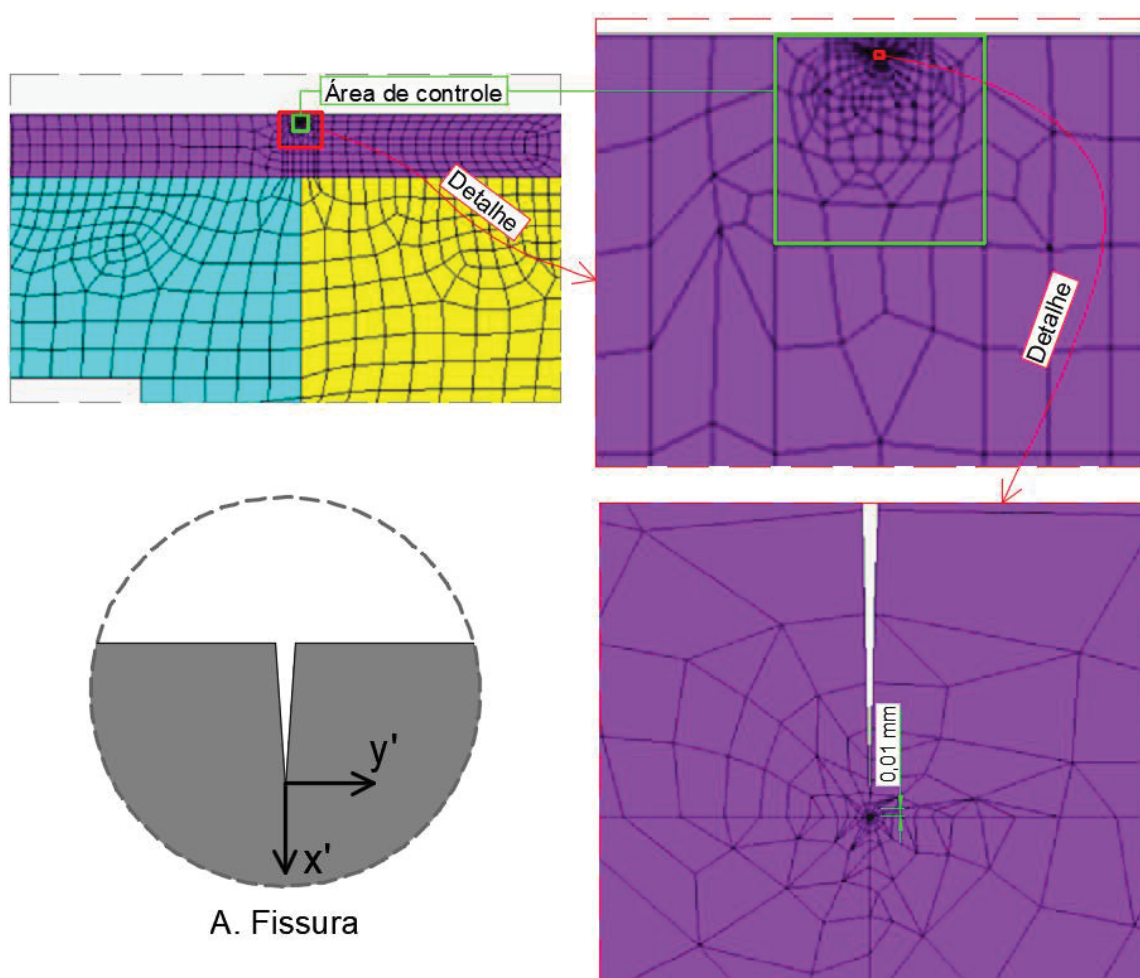 Área de controle
Detalhe
Detalhe
0,01 mm
y'
x'
A. Fissura